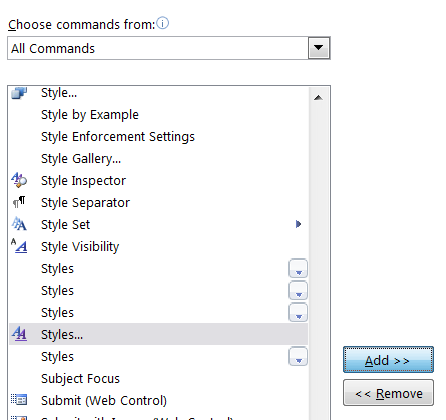 Choose commands from:
All Commands
Style...
Style by Example
Style Enforcement Settings
Style Gallery...
Style Inspector
Style Separator
Style Set
Style Visibility
Styles
Styles
Styles
Styles...
Styles
Subject Focus
Submit (Web Control)
Add >>
<< Remove